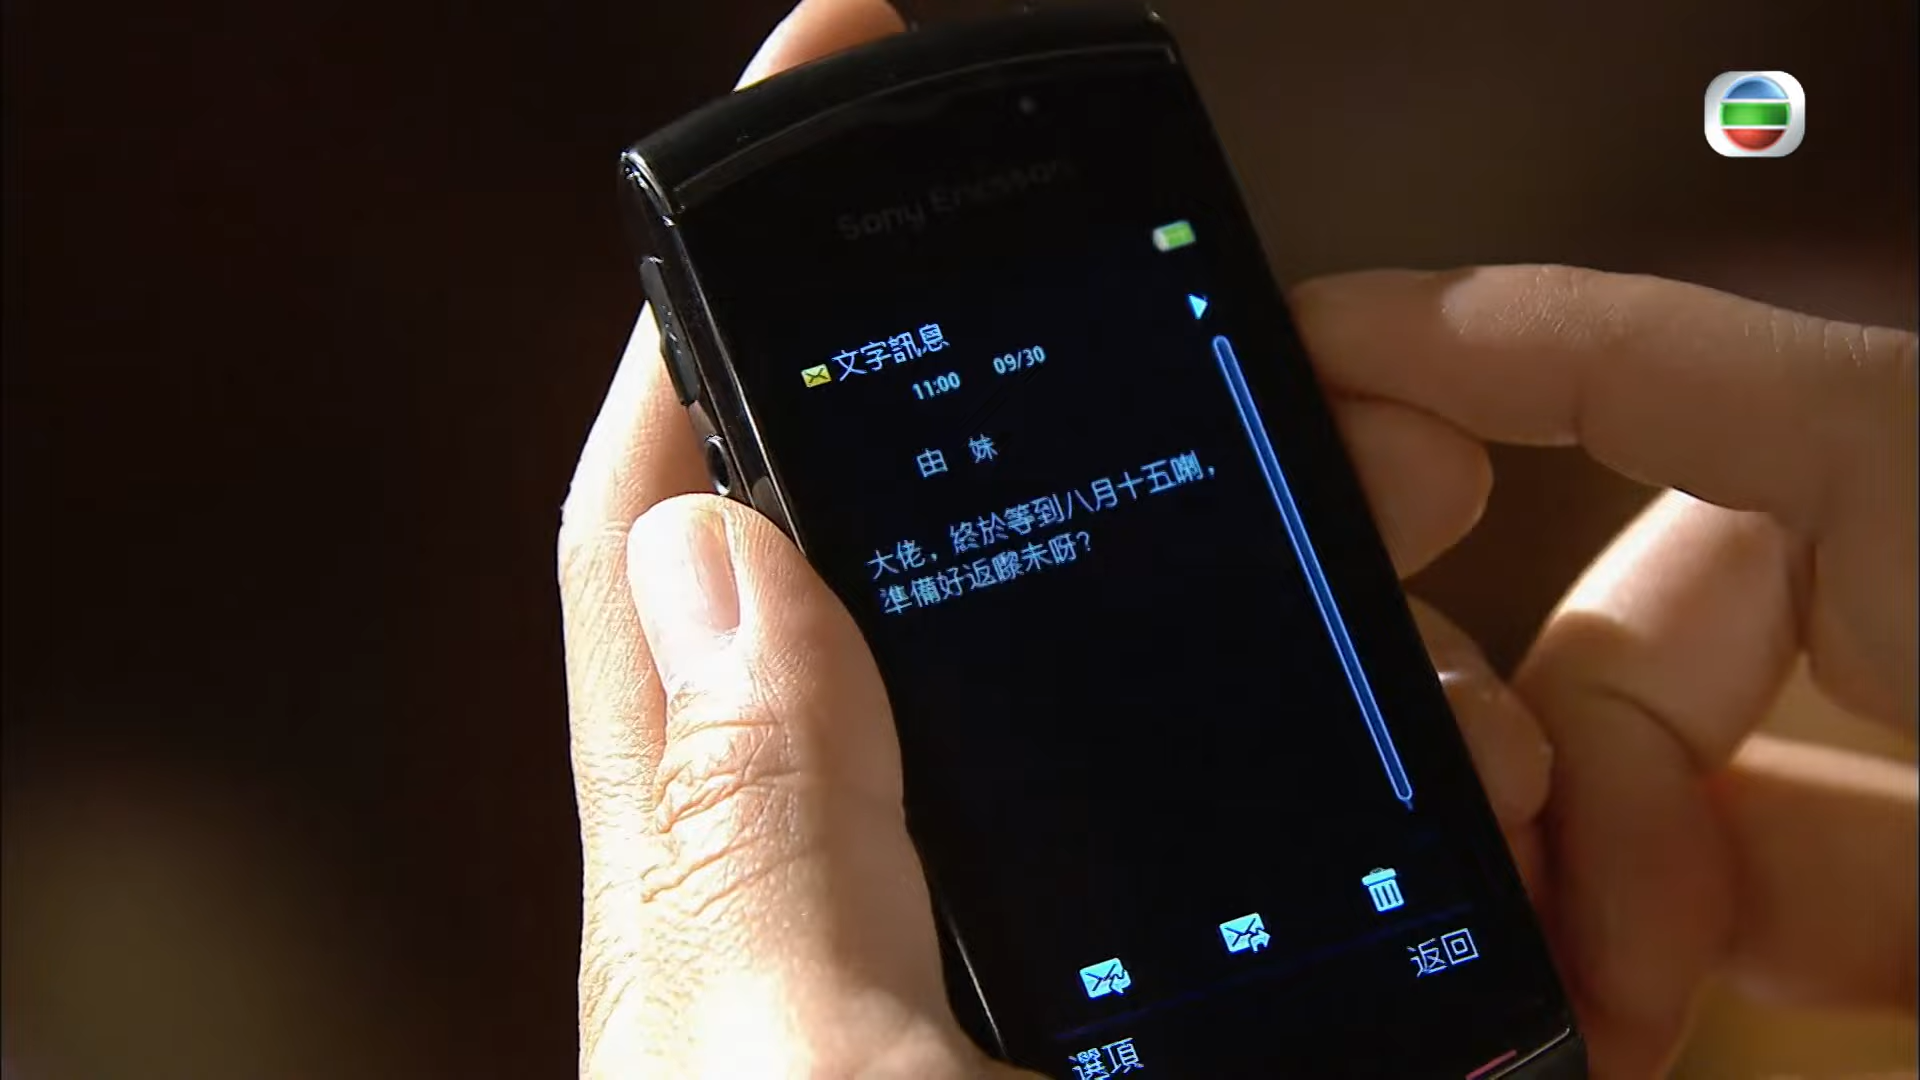 Sony Ericsson
文字訊息
11:00 09/30
由 妹
大佬，終於等到八月十五喇，
準備好返嚟未呀？
返回
選項